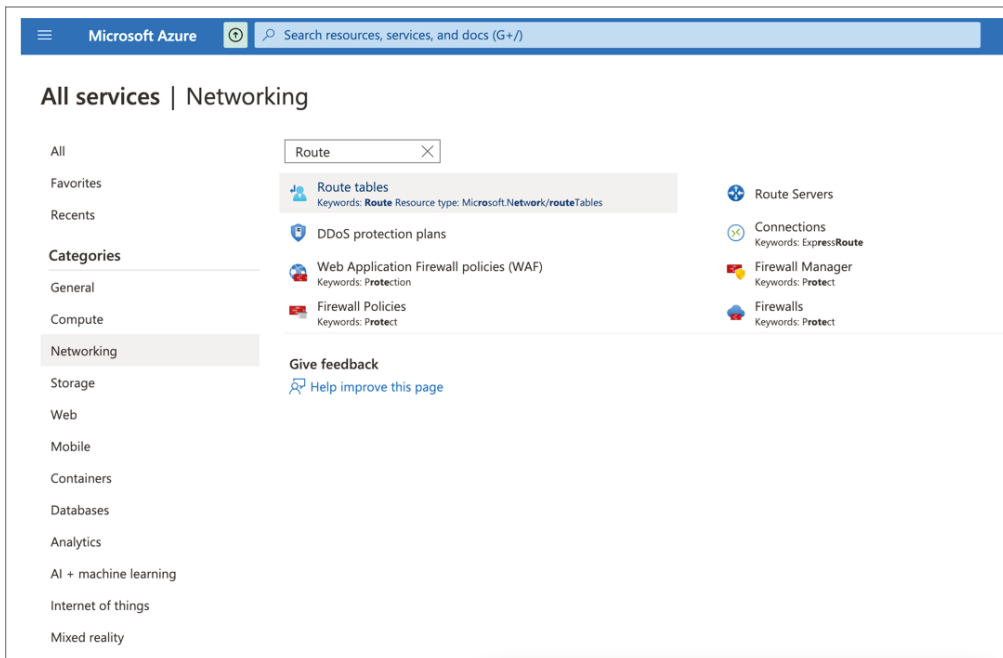 Microsoft Azure
Search resources, services, and docs (G+/)
All services | Networking
All
Favorites
Recents
Categories
General
Compute
Networking
Storage
Web
Mobile
Containers
Databases
Analytics
AI + machine learning
Internet of things
Mixed reality
Route
Route tables
Keywords: Route Resource type: Microsoft.Network/routeTables
Route Servers
DDoS protection plans
Connections
Keywords: ExpressRoute
Web Application Firewall policies (WAF)
Keywords: Protection
Firewall Manager
Keywords: Protect
Firewall Policies
Keywords: Protect
Firewalls
Keywords: Protect
Give feedback
Help improve this page